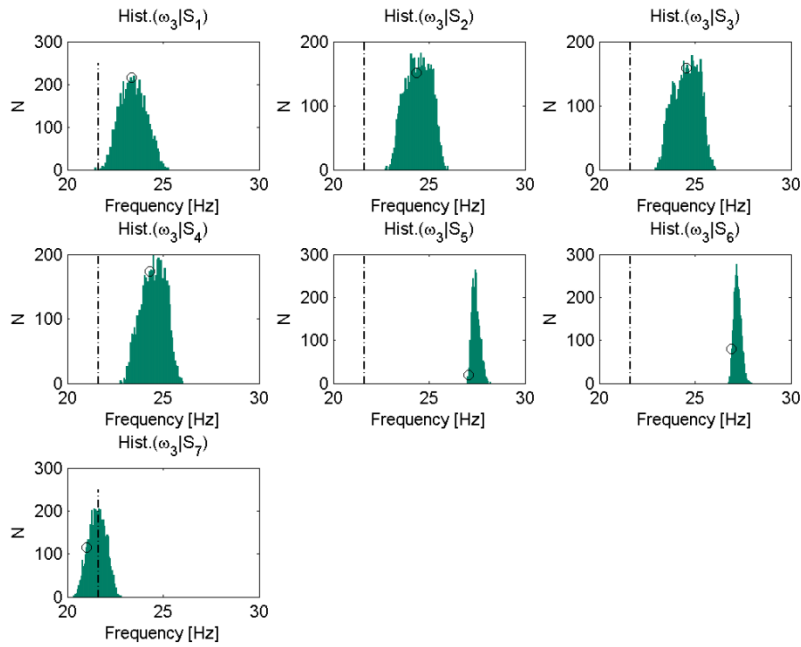 Hist.(ω₃|S₁) Hist.(ω₃|S₂) Hist.(ω₃|S₃)
300 200 200
200
100 100
100
0 0 0
N N N
20 25 30 20 25 30 20 25 30
Frequency [Hz] Frequency [Hz] Frequency [Hz]
Hist.(ω₃|S₄) Hist.(ω₃|S₅) Hist.(ω₃|S₆)
200 300 300
200 200
100
100 100
0 0 0
N N N
20 25 30 20 25 30 20 25 30
Frequency [Hz] Frequency [Hz] Frequency [Hz]
Hist.(ω₃|S₇)
300
200
100
0
N
20 25 30
Frequency [Hz]